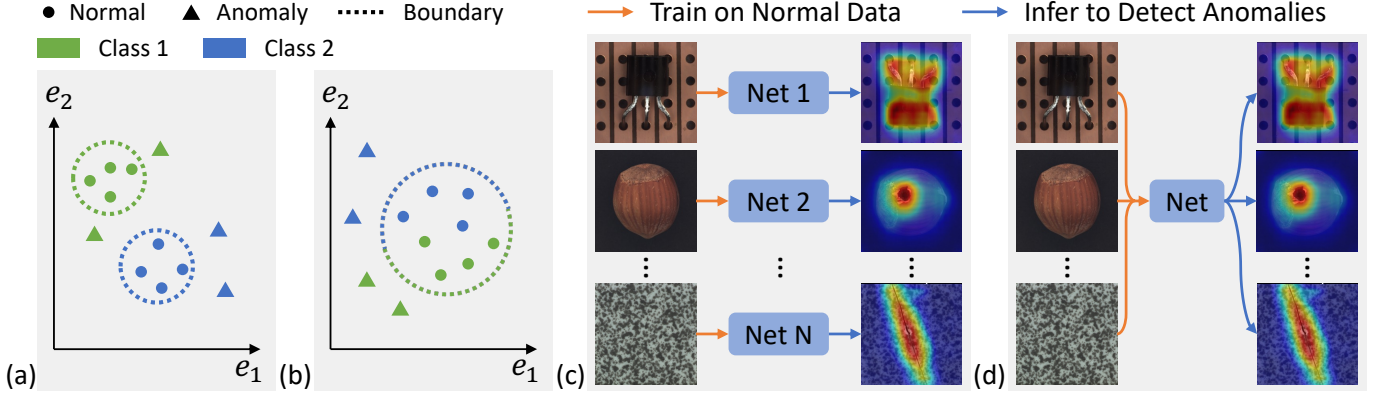 Normal Anomaly Boundary Train on Normal Data Infer to Detect Anomalies
Class 1 Class 2
e2
e1
(a)
e2
e1
(b)
Net 1
Net 2
...
...
...
Net N
(c)
Net
...
...
(d)